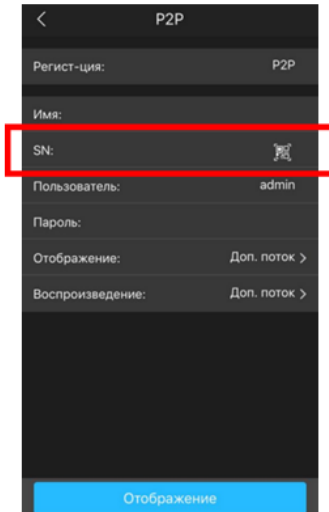 P2P
Регист-ция: P2P
Имя:
SN:
Пользователь: admin
Пароль:
Отображение: Доп. поток
Воспроизведение: Доп. поток
Отображение